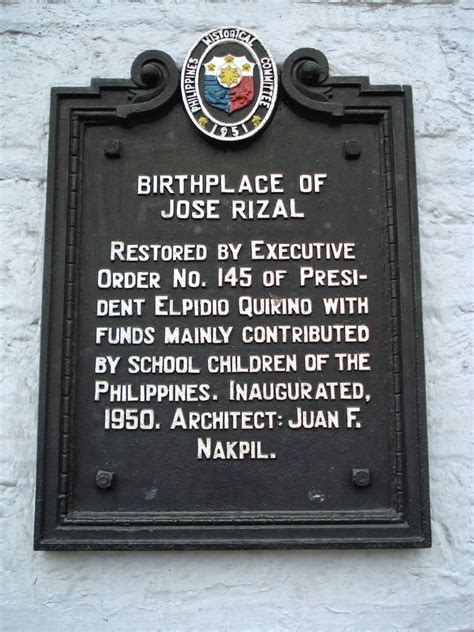 PHILIPPINES HISTORICAL COMMITTEE
1951
BIRTHPLACE OF
JOSE RIZAL
RESTORED BY EXECUTIVE
ORDER NO. 145 OF PRESI-
DENT ELPIDIO QUIRINO WITH
FUNDS MAINLY CONTRIBUTED
BY SCHOOL CHILDREN OF THE
PHILIPPINES. INAUGURATED,
1950. ARCHITECT: JUAN F.
NAKPIL.